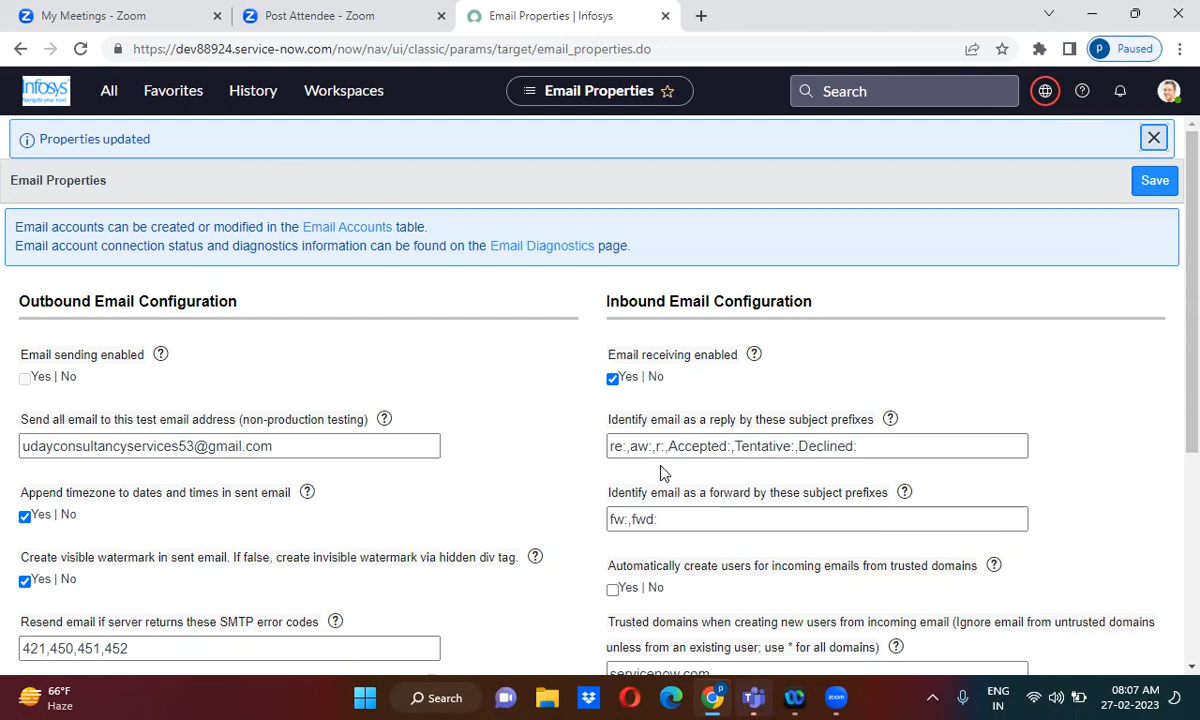 My Meetings - Zoom
Post Attendee - Zoom
Email Properties | Infosys
https://dev88924.service-now.com/now/nav/ui/classic/params/target/email_properties.do
P Paused
Infosys
Navigate your next
All
Favorites
History
Workspaces
Email Properties
Search
Properties updated
Email Properties
Save
Email accounts can be created or modified in the Email Accounts table.
Email account connection status and diagnostics information can be found on the Email Diagnostics page.
Outbound Email Configuration
Email sending enabled
Yes | No
Send all email to this test email address (non-production testing)
udayconsultancyservices53@gmail.com
Append timezone to dates and times in sent email
Yes | No
Create visible watermark in sent email. If false, create invisible watermark via hidden div tag.
Yes | No
Resend email if server returns these SMTP error codes
421,450,451,452
Inbound Email Configuration
Email receiving enabled
Yes | No
Identify email as a reply by these subject prefixes
re:,aw:,r:,Accepted:,Tentative:,Declined:
Identify email as a forward by these subject prefixes
fw:,fwd:
Automatically create users for incoming emails from trusted domains
Yes | No
Trusted domains when creating new users from incoming email (Ignore email from untrusted domains
unless from an existing user; use * for all domains)
servicenow.com
66°F
Haze
Search
ENG
IN
08:07 AM
27-02-2023